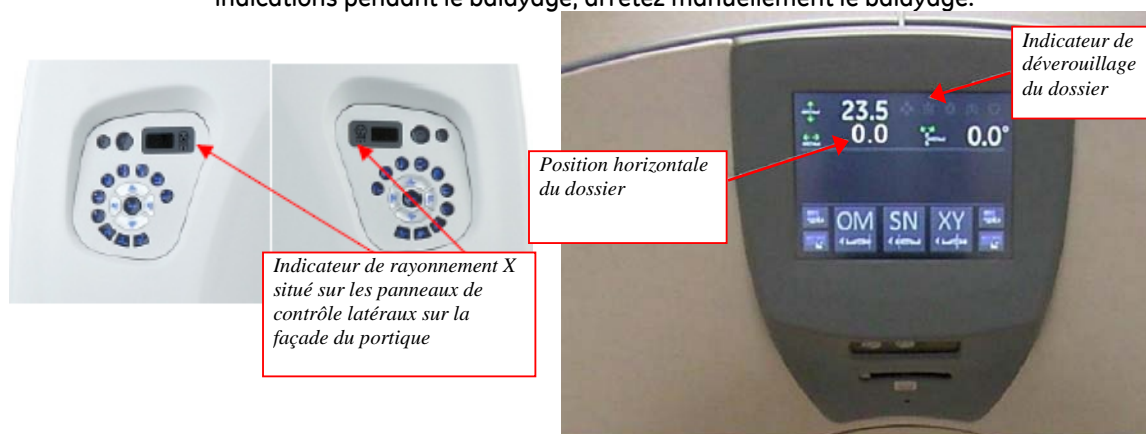 indications pendant le balayage, arrêtez manuellement le balayage.
Indicateur de
déverouillage
du dossier
23.5
0.0
0.0°
Position horizontale
du dossier
OM
SN
XY
Indicateur de rayonnement X
situé sur les panneaux de
contrôle latéraux sur la
façade du portique